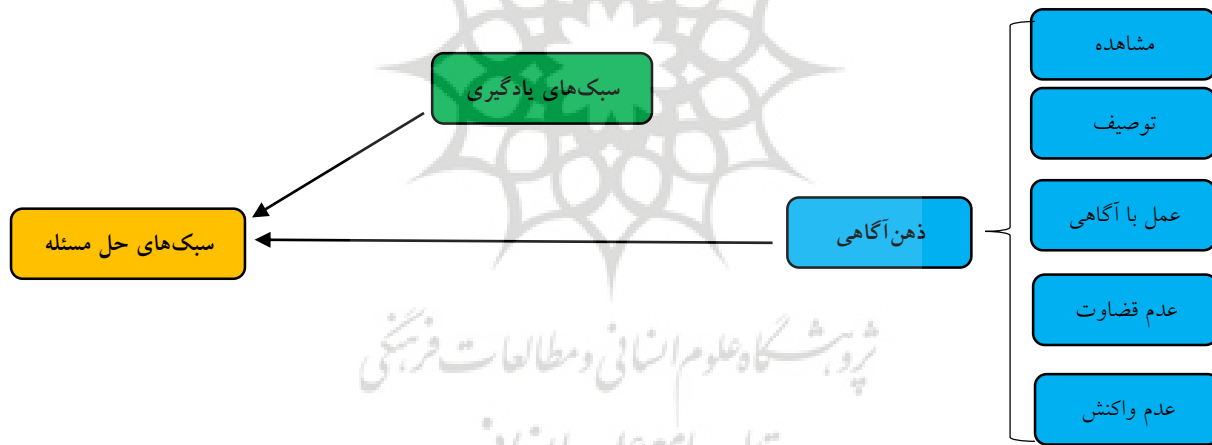 مشاهده
سبک‌های یادگیری
توصیف
عمل با آگاهی
ذهن‌آگاهی
سبک‌های حل مسئله
عدم قضاوت
پژوهشگاه علوم انسانی و مطالعات فرهنگی
عدم واکنش